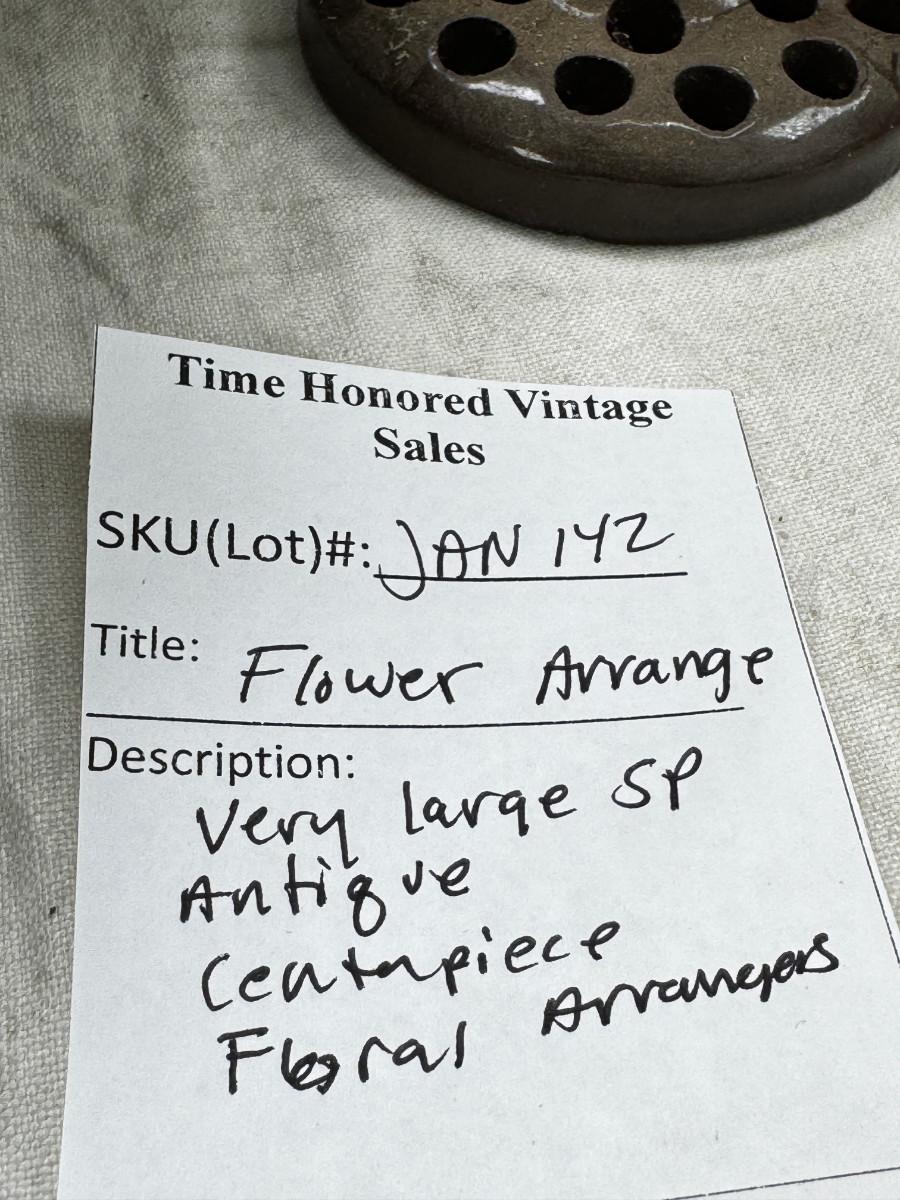 Time Honored Vintage
Sales
SKU(Lot)#: JAN 142
Title: Flower Arrange
Description:
Very large SP
Antique
Centerpiece
Floral Arrangers